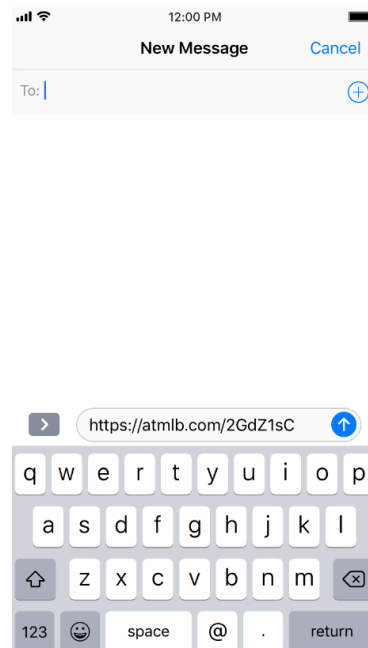 12:00 PM
New Message
Cancel
To:
https://atmlb.com/2GdZ1sC
q w e r t y u i o p
a s d f g h j k l
z x c v b n m
123 space @ . return